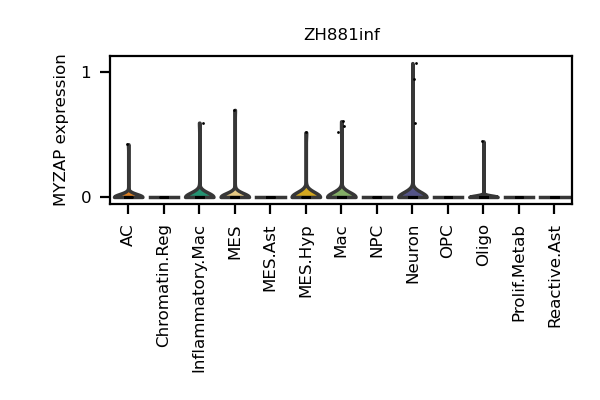 ZH881inf
MYZAP expression
1
0
AC
Chromatin.Reg
Inflammatory.Mac
MES
MES.Ast
MES.Hyp
Mac
NPC
Neuron
OPC
Oligo
Prolif.Metab
Reactive.Ast